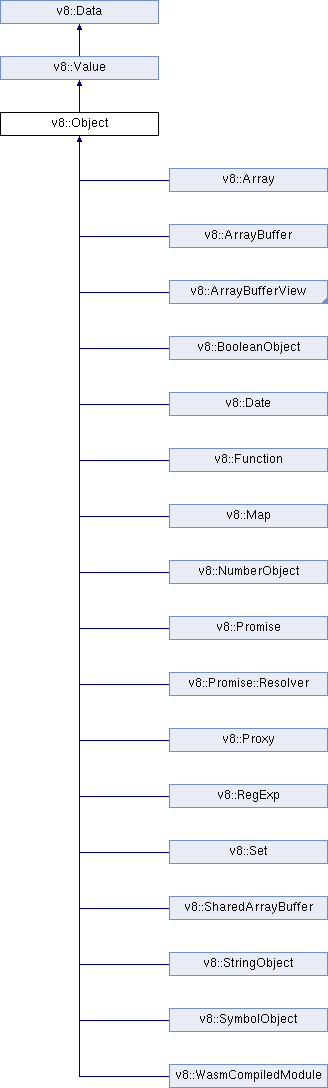 v8::Data
v8::Value
v8::Object
v8::Array
v8::ArrayBuffer
v8::ArrayBufferView
v8::BooleanObject
v8::Date
v8::Function
v8::Map
v8::NumberObject
v8::Promise
v8::Promise::Resolver
v8::Proxy
v8::RegExp
v8::Set
v8::SharedArrayBuffer
v8::StringObject
v8::SymbolObject
v8::WasmCompiledModule